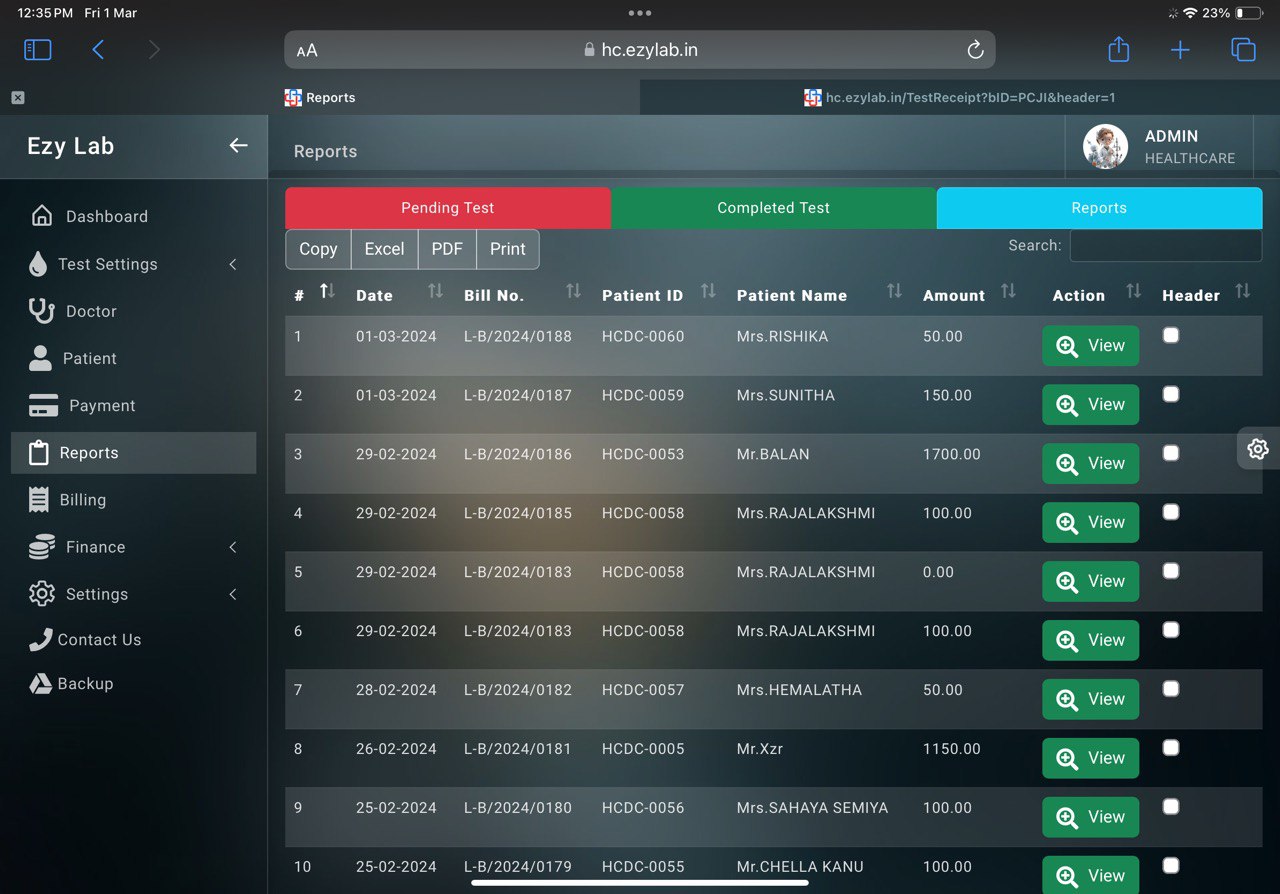 12:35 PM Fri 1 Mar
23%
AA hc.ezylab.in
Reports
hc.ezylab.in/TestReceipt?bID=PCJI&header=1
Ezy Lab
Reports
ADMIN
HEALTHCARE
Dashboard
Test Settings
Doctor
Patient
Payment
Reports
Billing
Finance
Settings
Contact Us
Backup
Pending Test Completed Test Reports
Copy Excel PDF Print Search:
# Date Bill No. Patient ID Patient Name Amount Action Header
1 01-03-2024 L-B/2024/0188 HCDC-0060 Mrs.RISHIKA 50.00 View
2 01-03-2024 L-B/2024/0187 HCDC-0059 Mrs.SUNITHA 150.00 View
3 29-02-2024 L-B/2024/0186 HCDC-0053 Mr.BALAN 1700.00 View
4 29-02-2024 L-B/2024/0185 HCDC-0058 Mrs.RAJALAKSHMI 100.00 View
5 29-02-2024 L-B/2024/0183 HCDC-0058 Mrs.RAJALAKSHMI 0.00 View
6 29-02-2024 L-B/2024/0183 HCDC-0058 Mrs.RAJALAKSHMI 100.00 View
7 28-02-2024 L-B/2024/0182 HCDC-0057 Mrs.HEMALATHA 50.00 View
8 26-02-2024 L-B/2024/0181 HCDC-0005 Mr.Xzr 1150.00 View
9 25-02-2024 L-B/2024/0180 HCDC-0056 Mrs.SAHAYA SEMIYA 100.00 View
10 25-02-2024 L-B/2024/0179 HCDC-0055 Mr.CHELLA KANU 100.00 View